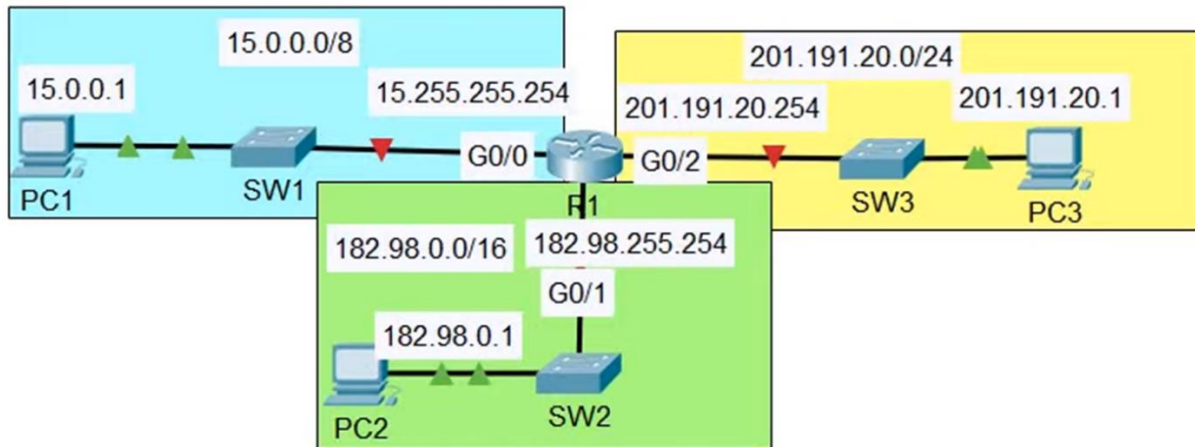 15.0.0.0/8
15.0.0.1
15.255.255.254
G0/0
PC1
SW1
201.191.20.0/24
201.191.20.254
201.191.20.1
G0/2
R1
SW3
PC3
182.98.0.0/16
182.98.255.254
G0/1
182.98.0.1
PC2
SW2